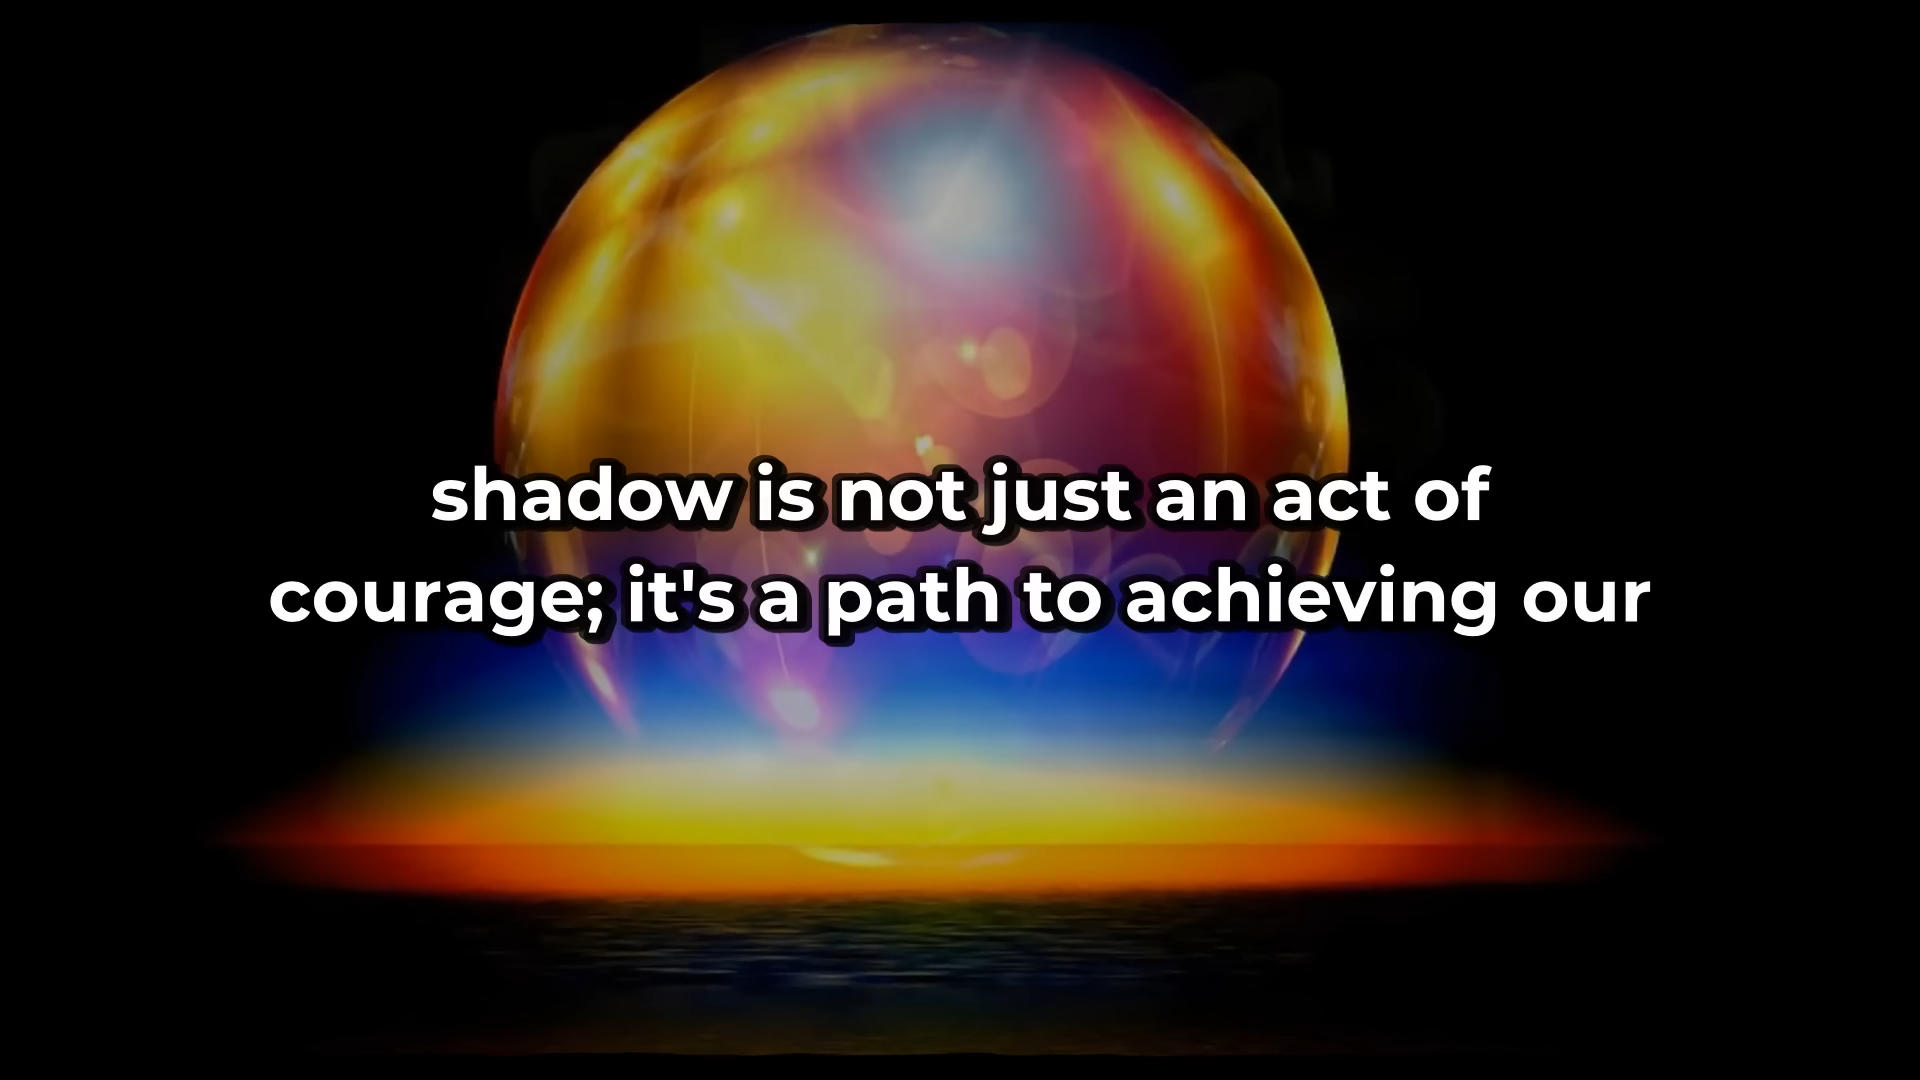 shadow is not just an act of
courage; it's a path to achieving our